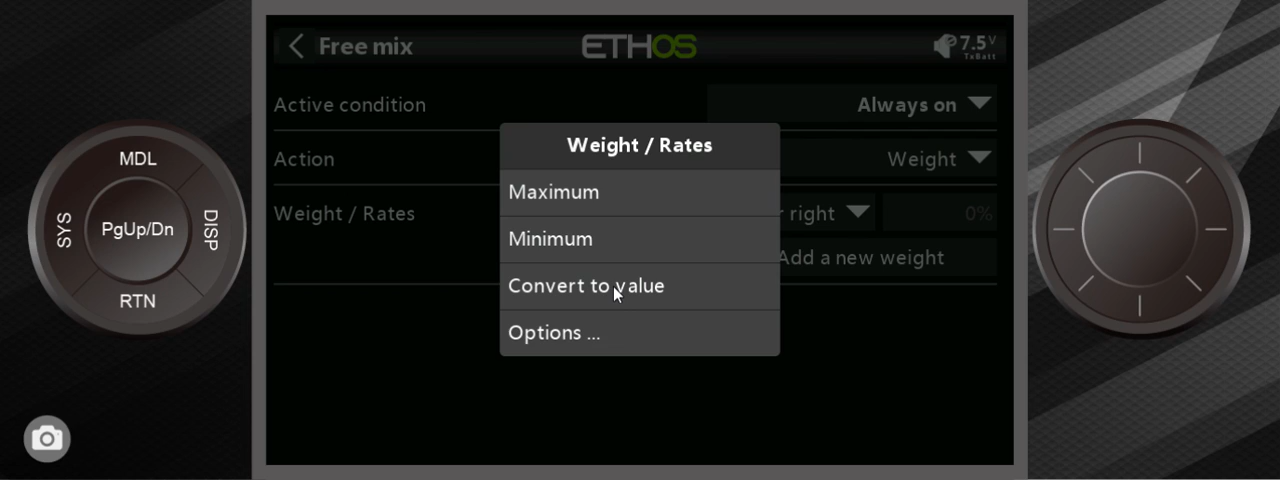 Free mix
ETHOS
7.5V
TxBatt
Active condition
Always on
Action
Weight
Weight / Rates
right
0%
Add a new weight
Weight / Rates
Maximum
Minimum
Convert to value
Options ...
MDL
SYS
PgUp/Dn
DISP
RTN